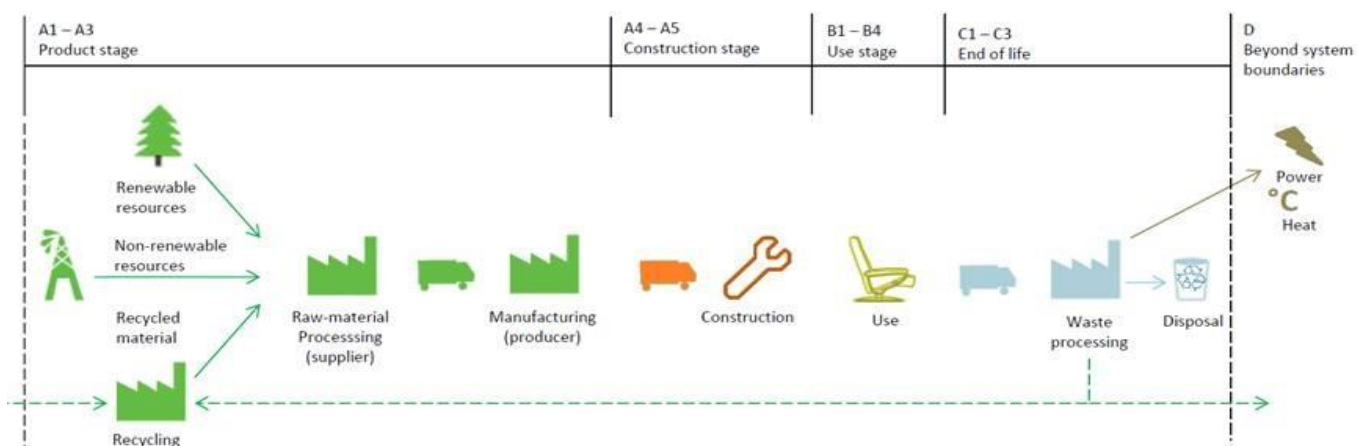 A1 – A3
Product stage
A4 – A5
Construction stage
B1 – B4
Use stage
C1 – C3
End of life
D
Beyond system
boundaries
Renewable
resources
Non-renewable
resources
Recycled
material
Recycling
Raw-material
Processsing
(supplier)
Manufacturing
(producer)
Construction
Use
Waste
processing
Disposal
Power
°C
Heat